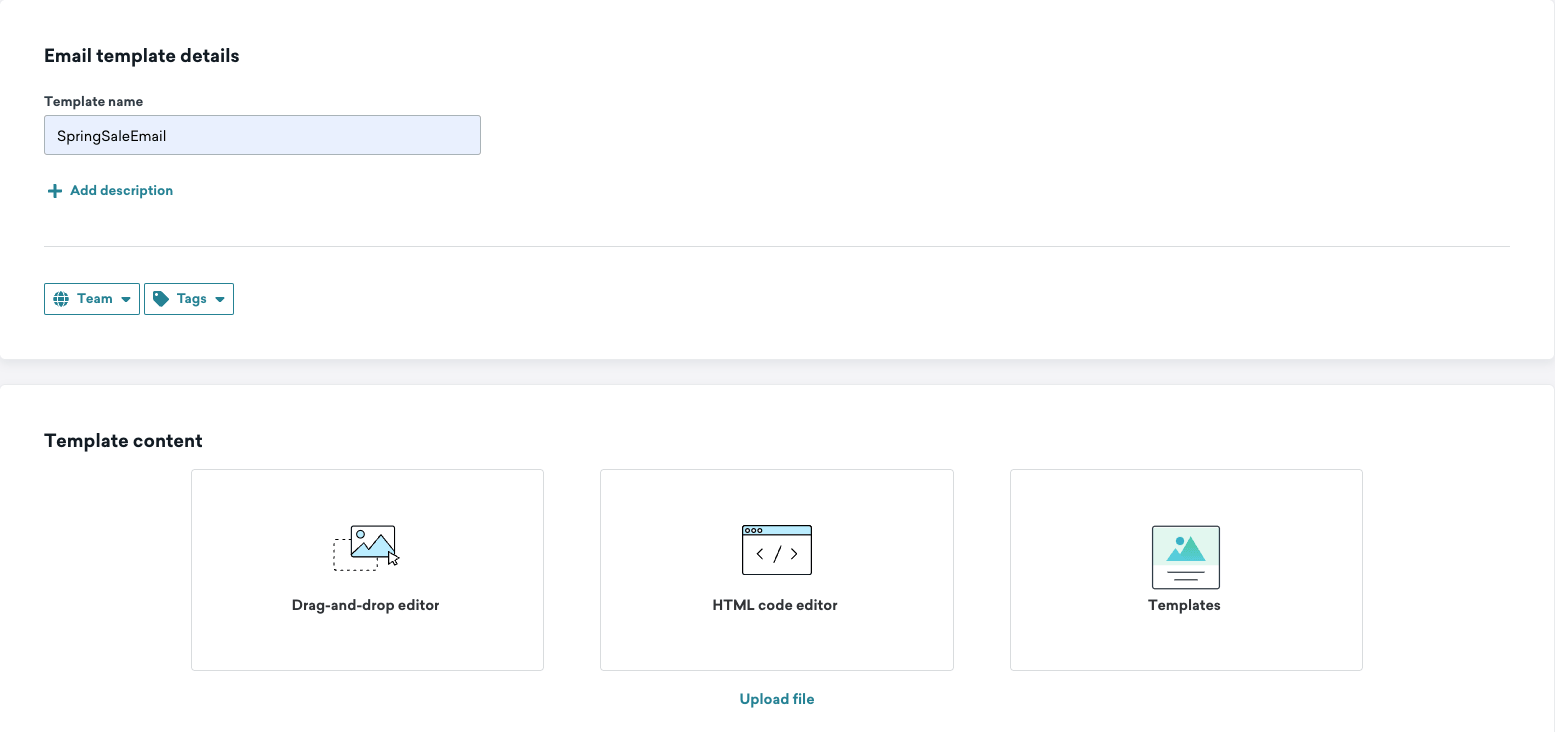 Email template details
Template name
SpringSaleEmail
Add description
Team Tags
Template content
Drag-and-drop editor HTML code editor Templates
Upload file